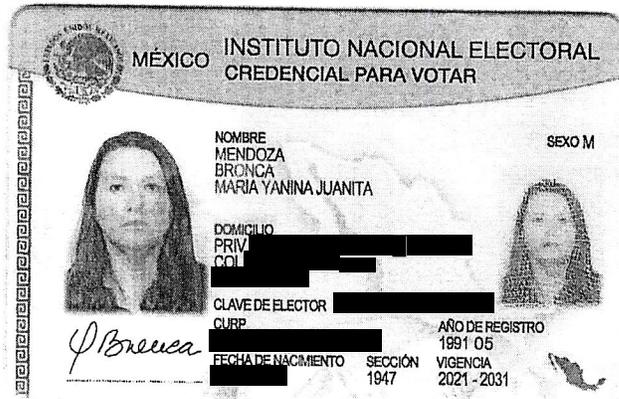 MÉXICO INSTITUTO NACIONAL ELECTORAL
CREDENCIAL PARA VOTAR
NOMBRE
SEXO M
MENDOZA
BRONCA
MARIA YANINA JUANITA
DOMICILIO
PRIV.
COL
CLAVE DE ELECTOR
CURP
AÑO DE REGISTRO
1991 05
FECHA DE NACIMIENTO SECCIÓN VIGENCIA
1947 2021 - 2031